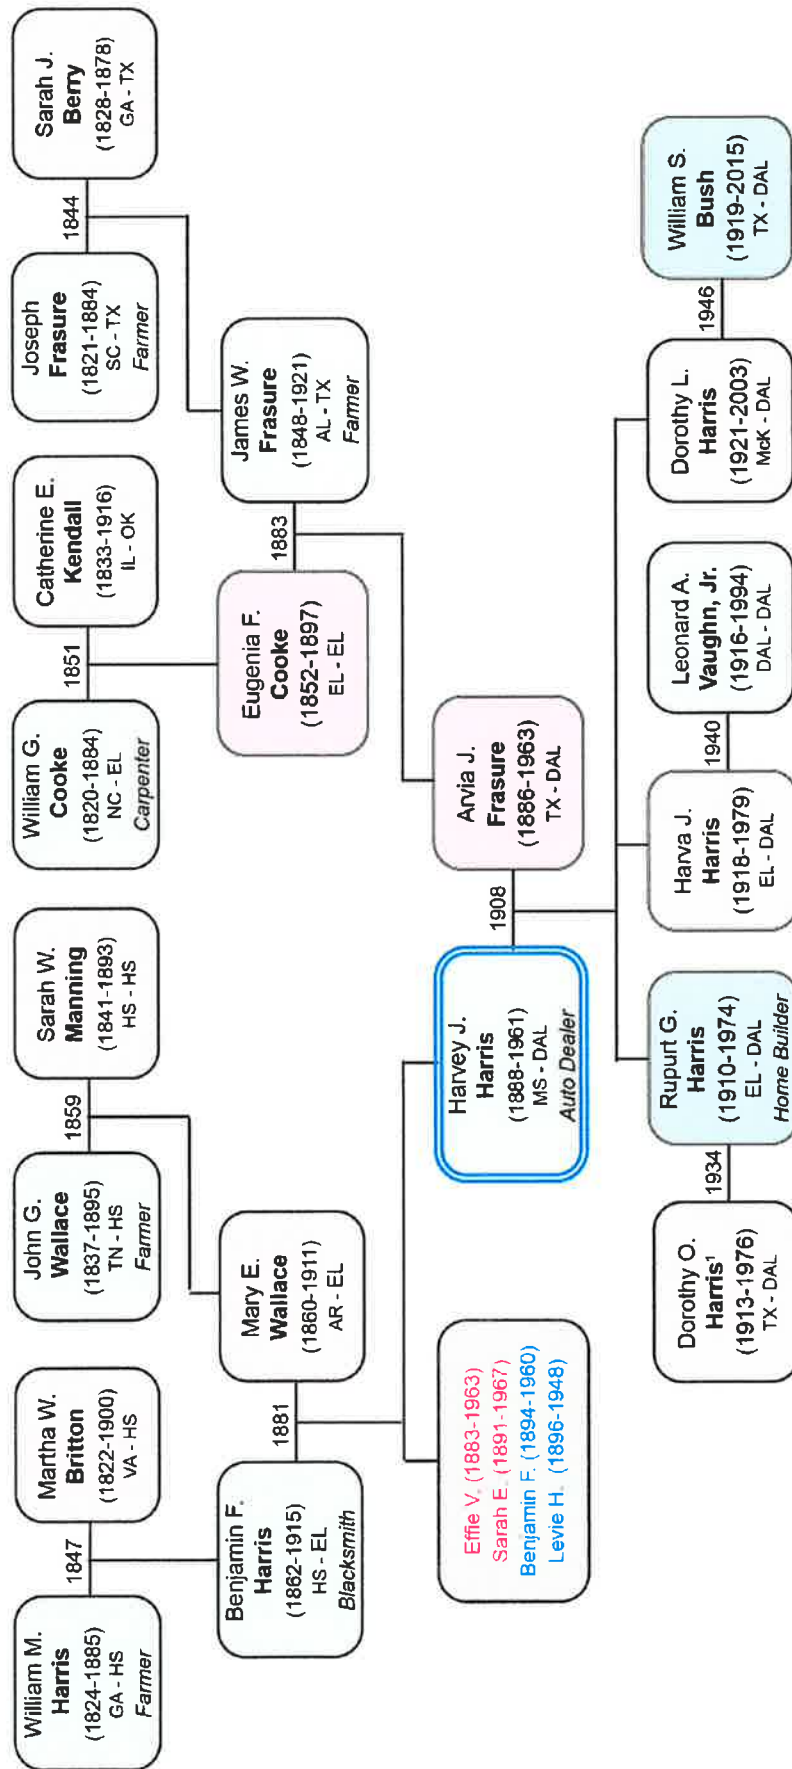 William M.
Harris
(1824-1885)
GA - HS
Farmer
1847
Martha W.
Britton
(1822-1900)
VA - HS
John G.
Wallace
(1837-1895)
TN - HS
Farmer
1859
Sarah W.
Manning
(1841-1893)
HS - HS
William G.
Cooke
(1820-1884)
NC - EL
Carpenter
1851
Catherine E.
Kendall
(1833-1916)
IL - OK
Joseph
Frasure
(1821-1884)
SC - TX
Farmer
1844
Sarah J.
Berry
(1828-1878)
GA - TX
Benjamin F.
Harris
(1862-1915)
HS - EL
Blacksmith
1881
Mary E.
Wallace
(1860-1911)
AR - EL
Eugenia F.
Cooke
(1852-1897)
EL - EL
1883
James W.
Frasure
(1848-1921)
AL - TX
Farmer
Effie V. (1883-1963)
Sarah E. (1891-1967)
Benjamin F. (1894-1960)
Levie H. (1896-1948)
Harvey J.
Harris
(1888-1961)
MS - DAL
Auto Dealer
1908
Arvia J.
Frasure
(1886-1963)
TX - DAL
Dorothy O.
Harris¹
(1913-1976)
TX - DAL
1934
Rupurt G.
Harris
(1910-1974)
EL - DAL
Home Builder
Harva J.
Harris
(1918-1979)
EL - DAL
1940
Leonard A.
Vaughn, Jr.
(1916-1994)
DAL - DAL
Dorothy L.
Harris
(1921-2003)
McK - DAL
1946
William S.
Bush
(1919-2015)
TX - DAL